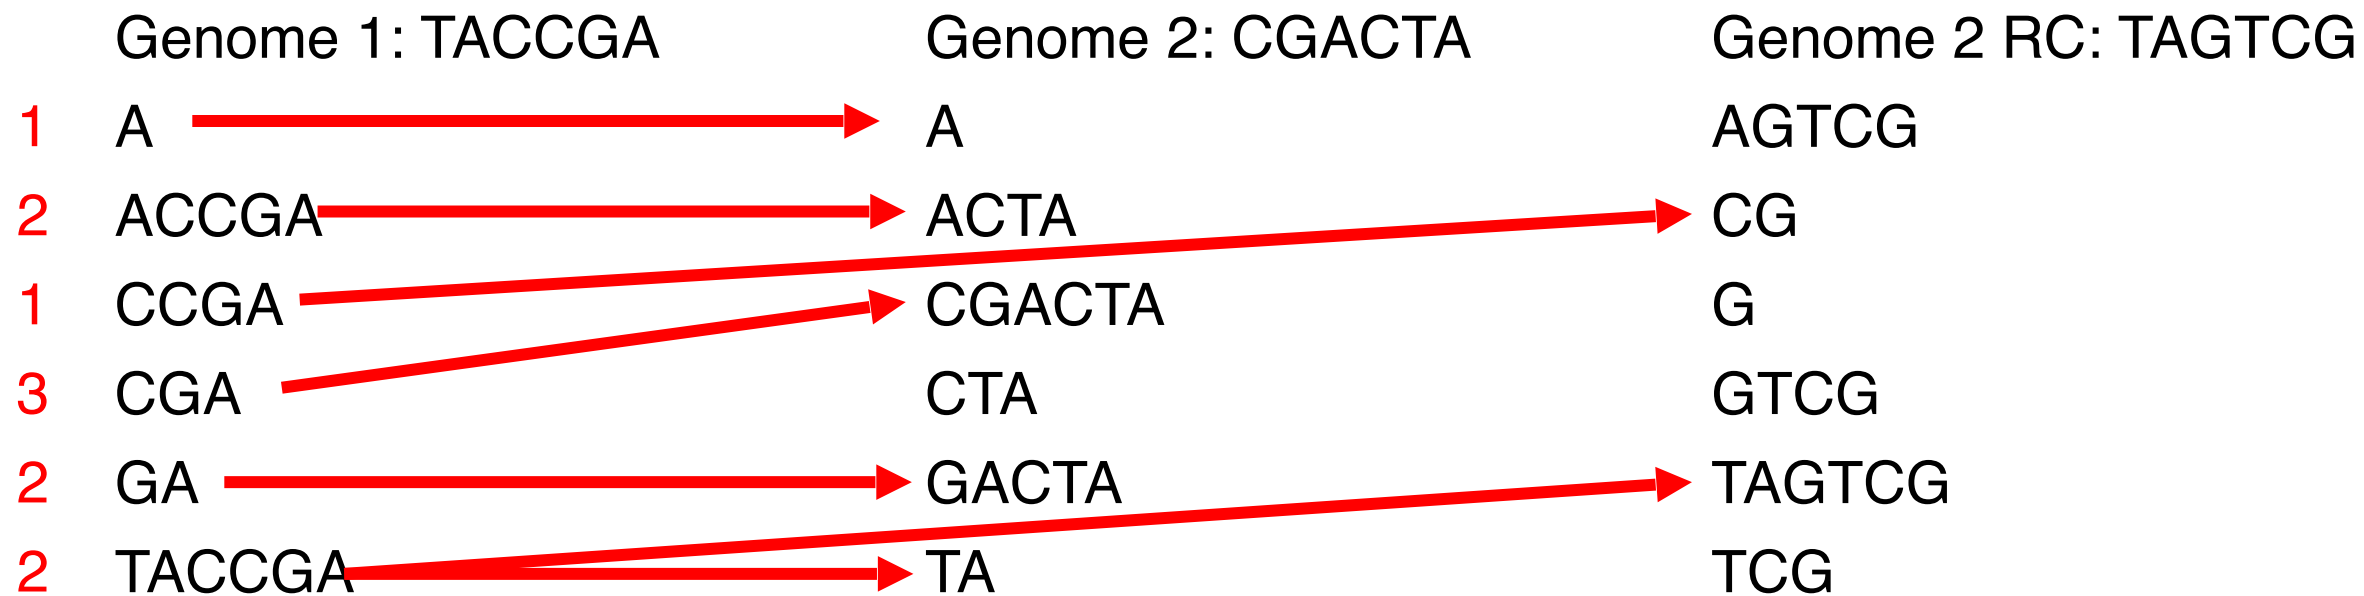 Genome 1: TACCGA Genome 2: CGACTA Genome 2 RC: TAGTCG
1 A A AGTCG
2 ACCGA ACTA CG
1 CCGA CGACTA G
3 CGA CTA GTCG
2 GA GACTA TAGTCG
2 TACCGA TA TCG